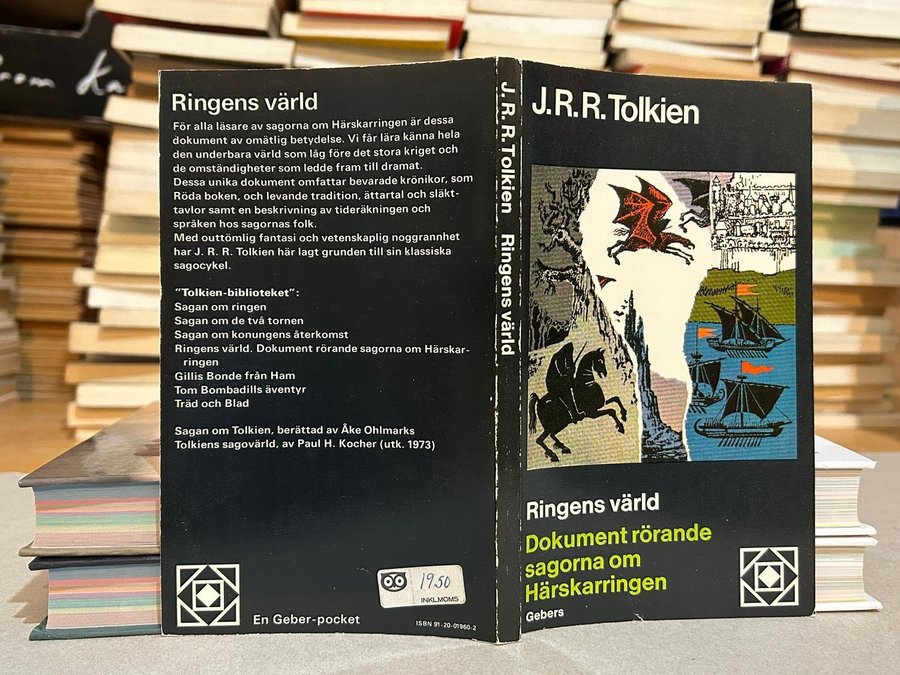 Ringens värld
För alla läsare av sagorna om Härskarringen är dessa
dokument av omätlig betydelse. Vi får lära känna hela
den underbara värld som låg före det stora kriget och
de omständigheter som ledde fram till dramat.
Dessa unika dokument omfattar bevarade krönikor, som
Röda boken, och levande tradition, ättartal och släkt-
tavlor samt en beskrivning av tideräkningen och
språken hos sagornas folk.
Med outtömlig fantasi och vetenskaplig noggrannhet
har J. R. R. Tolkien här lagt grunden till sin klassiska
sagocykel.
"Tolkien-biblioteket":
Sagan om ringen
Sagan om de två tornen
Sagan om konungens återkomst
Ringens värld. Dokument rörande sagorna om Härskar-
ringen
Gillis Bonde från Ham
Tom Bombadills äventyr
Träd och Blad
Sagan om Tolkien, berättad av Åke Ohlmarks
Tolkiens sagovärld, av Paul H. Kocher (utk. 1973)
1950
INKL.MOMS
En Geber-pocket
ISBN 91-20-01960-2
J. R. R. Tolkien Ringens värld
J.R.R.Tolkien
Ringens värld
Dokument rörande
sagorna om
Härskarringen
Gebers